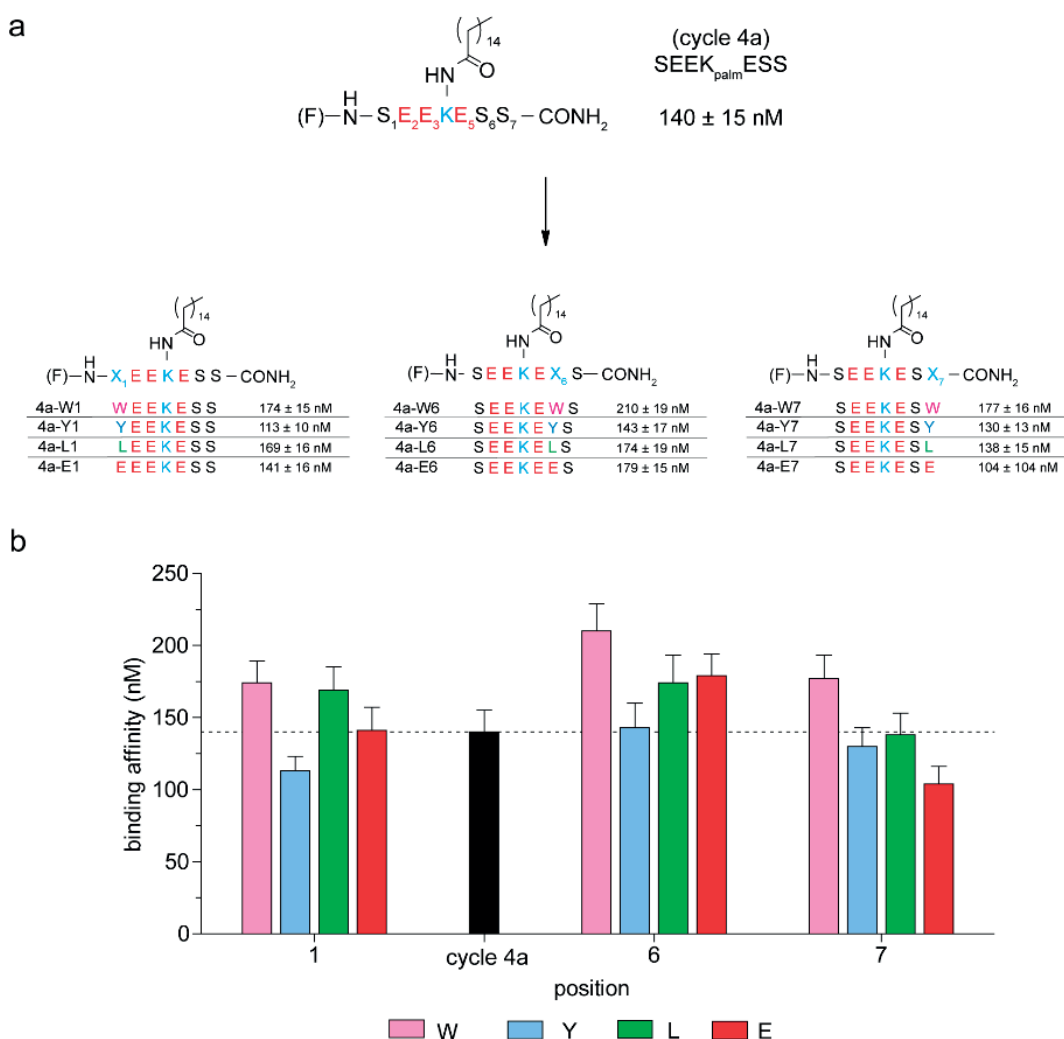 a
14
(cycle 4a)
SEEKpalmESS
HN O
H
(F)–N–S1E2E3KE5S6S7–CONH2
140 ± 15 nM
14
HN O
H
(F)–N–X1 E E K E S S–CONH2
4a-W1 W E E K E S S 174 ± 15 nM
4a-Y1 Y E E K E S S 113 ± 10 nM
4a-L1 L E E K E S S 169 ± 16 nM
4a-E1 E E E K E S S 141 ± 16 nM
14
HN O
H
(F)–N–S E E K E X6 S–CONH2
4a-W6 S E E K E W S 210 ± 19 nM
4a-Y6 S E E K E Y S 143 ± 17 nM
4a-L6 S E E K E L S 174 ± 19 nM
4a-E6 S E E K E E S 179 ± 15 nM
14
HN O
H
(F)–N–S E E K E S X7–CONH2
4a-W7 S E E K E S W 177 ± 16 nM
4a-Y7 S E E K E S Y 130 ± 13 nM
4a-L7 S E E K E S L 138 ± 15 nM
4a-E7 S E E K E S E 104 ± 104 nM
b
binding affinity (nM)
250
200
150
100
50
0
1 cycle 4a 6 7
position
W Y L E